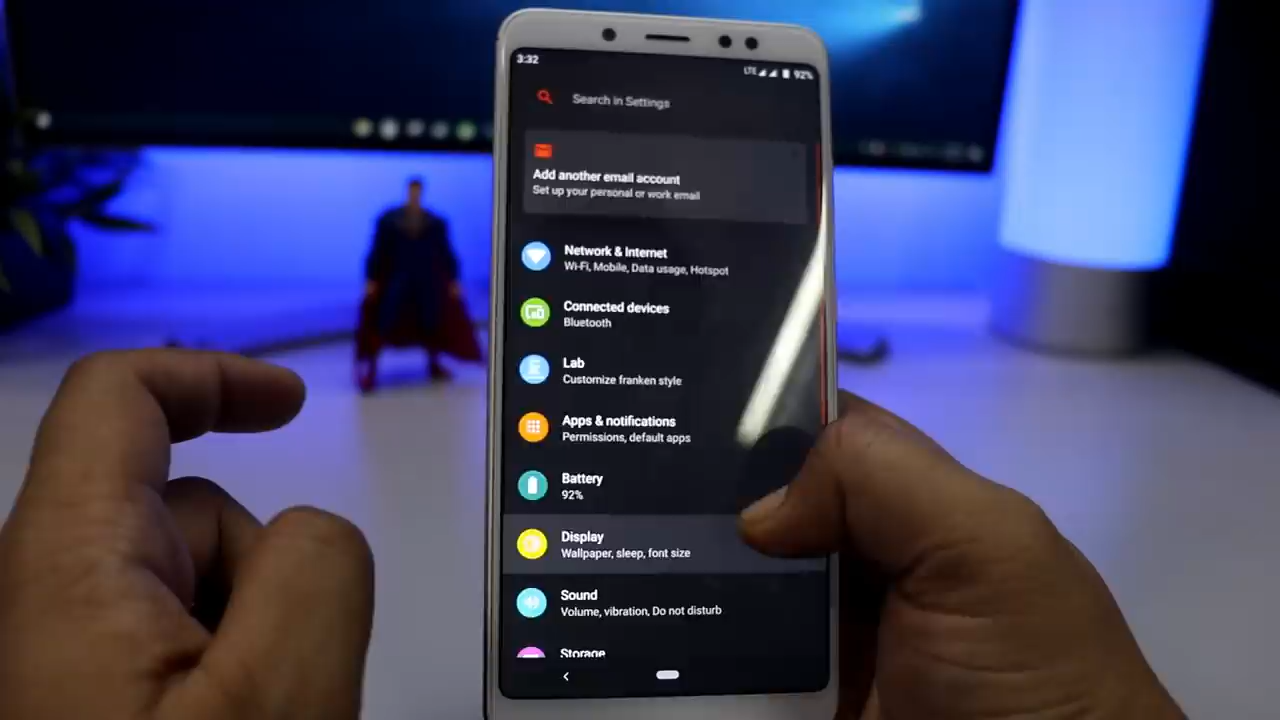 3:32
LTE 92%
Search in Settings
Add another email account
Set up your personal or work email
Network & Internet
Wi-Fi, Mobile, Data usage, Hotspot
Connected devices
Bluetooth
Lab
Customize franken style
Apps & notifications
Permissions, default apps
Battery
92%
Display
Wallpaper, sleep, font size
Sound
Volume, vibration, Do not disturb
Storage